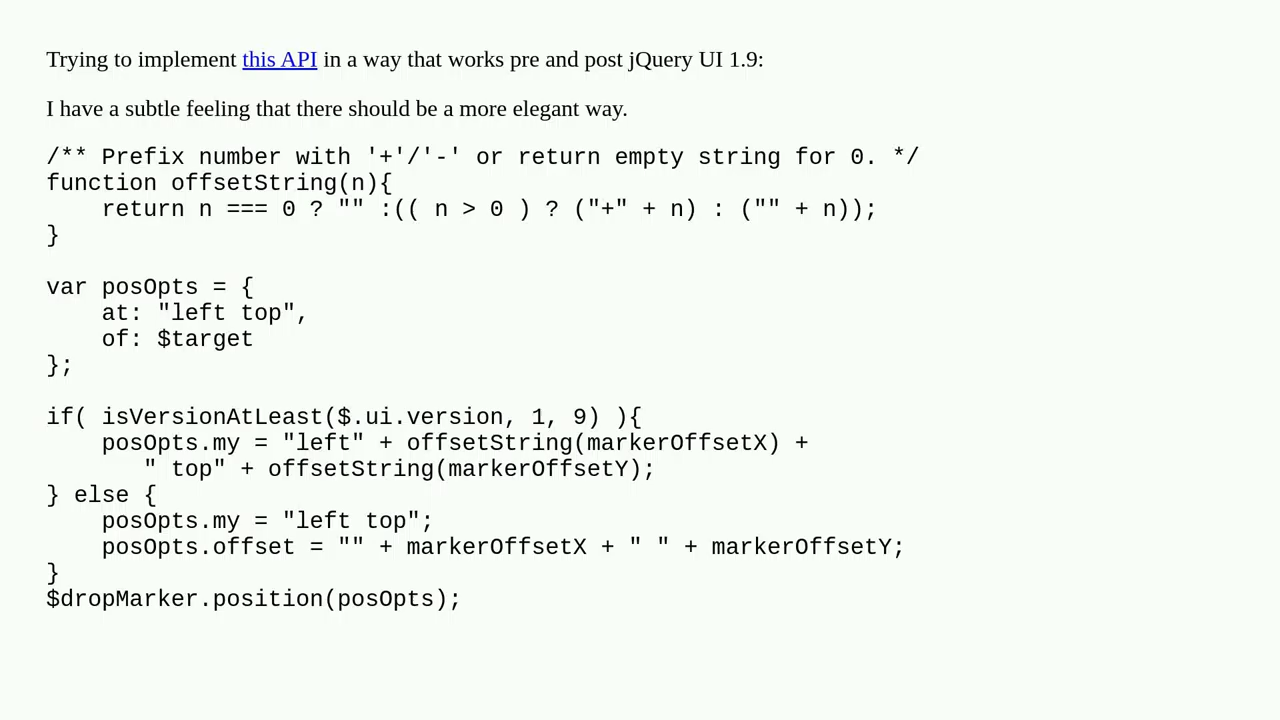 Trying to implement this API in a way that works pre and post jQuery UI 1.9:
I have a subtle feeling that there should be a more elegant way.
/** Prefix number with '+'/'-' or return empty string for 0. */
function offsetString(n){
    return n === 0 ? "" :(( n > 0 ) ? ("+" + n) : ("" + n));
}

var posOpts = {
    at: "left top",
    of: $target
};

if( isVersionAtLeast($.ui.version, 1, 9) ){
    posOpts.my = "left" + offsetString(markerOffsetX) +
       " top" + offsetString(markerOffsetY);
} else {
    posOpts.my = "left top";
    posOpts.offset = "" + markerOffsetX + " " + markerOffsetY;
}
$dropMarker.position(posOpts);